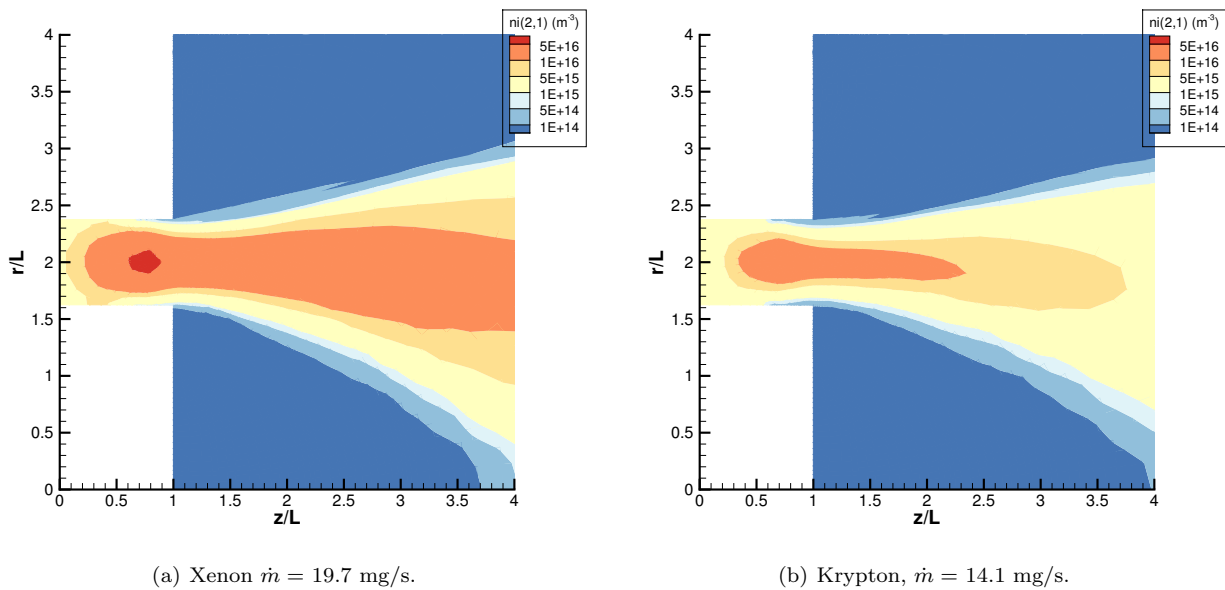 ni(2,1) (m-3)
5E+16
1E+16
5E+15
1E+15
5E+14
1E+14
r/L
4
3.5
3
2.5
2
1.5
1
0.5
0
0 0.5 1 1.5 2 2.5 3 3.5 4
z/L
(a) Xenon ṁ = 19.7 mg/s.
ni(2,1) (m-3)
5E+16
1E+16
5E+15
1E+15
5E+14
1E+14
r/L
4
3.5
3
2.5
2
1.5
1
0.5
0
0 0.5 1 1.5 2 2.5 3 3.5 4
z/L
(b) Krypton, ṁ = 14.1 mg/s.